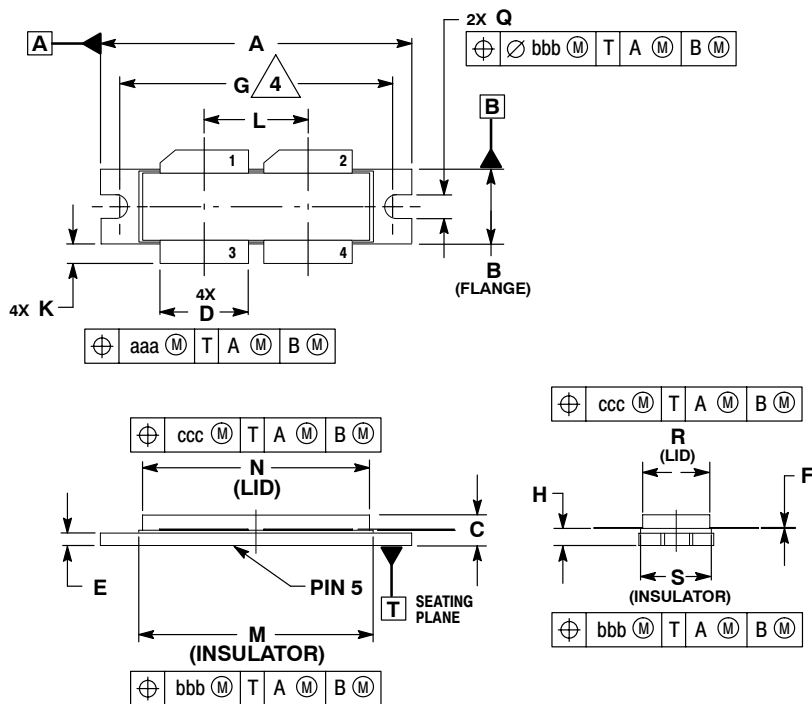 A
A
2X Q
⌖ ∅ bbb Ⓜ T A Ⓜ B Ⓜ
G 4
L
B
1 2
3 4
B
(FLANGE)
4X K
4X
D
⌖ aaa Ⓜ T A Ⓜ B Ⓜ
⌖ ccc Ⓜ T A Ⓜ B Ⓜ
N
(LID)
C
E
PIN 5
T SEATING
PLANE
M
(INSULATOR)
⌖ bbb Ⓜ T A Ⓜ B Ⓜ
⌖ ccc Ⓜ T A Ⓜ B Ⓜ
R
(LID)
F
H
S
(INSULATOR)
⌖ bbb Ⓜ T A Ⓜ B Ⓜ